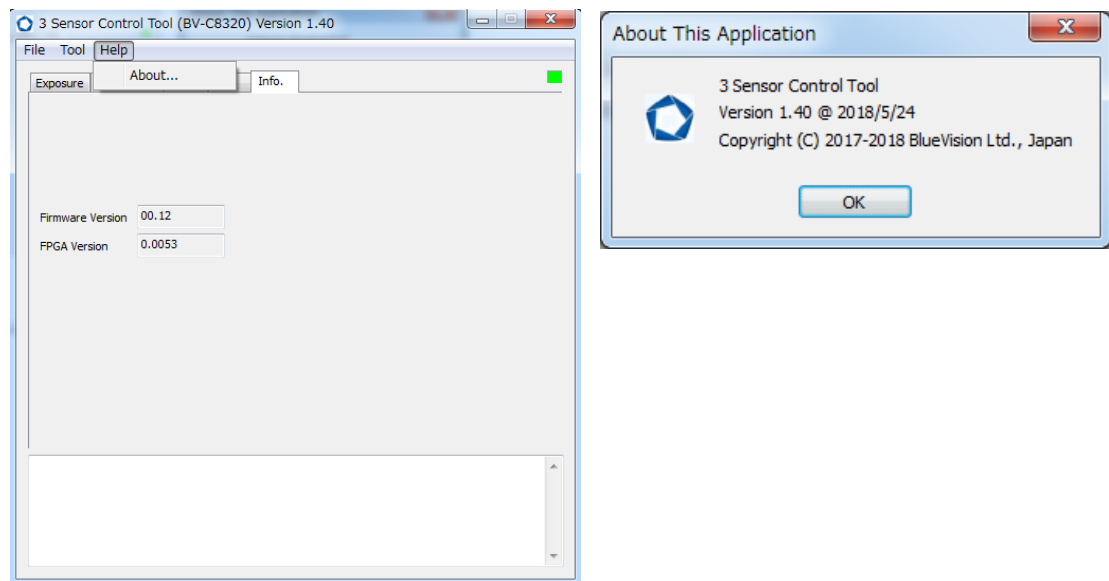 3 Sensor Control Tool (BV-C8320) Version 1.40
File Tool Help
About...
Exposure Info.
Firmware Version 00.12
FPGA Version 0.0053
About This Application
3 Sensor Control Tool
Version 1.40 @ 2018/5/24
Copyright (C) 2017-2018 BlueVision Ltd., Japan
OK